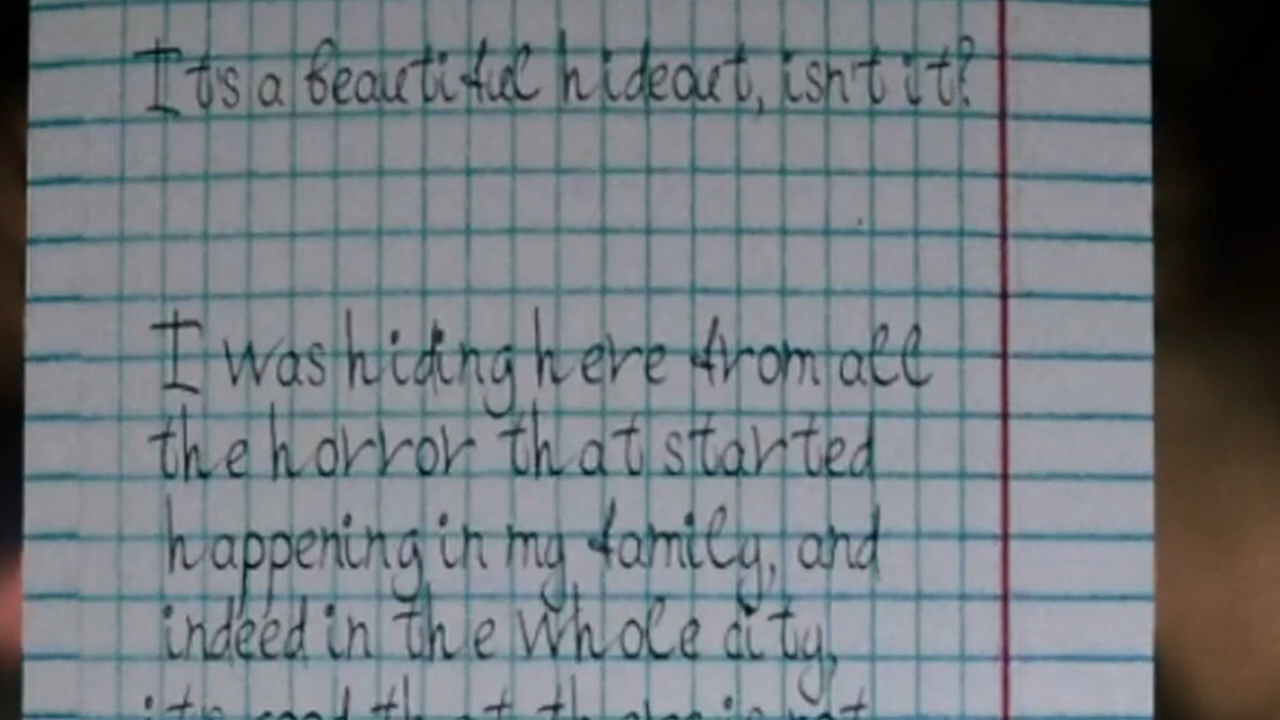 It's a beautiful hideout, isn't it?
I was hiding here from all
the horror that started
happening in my family, and
indeed in the whole city,